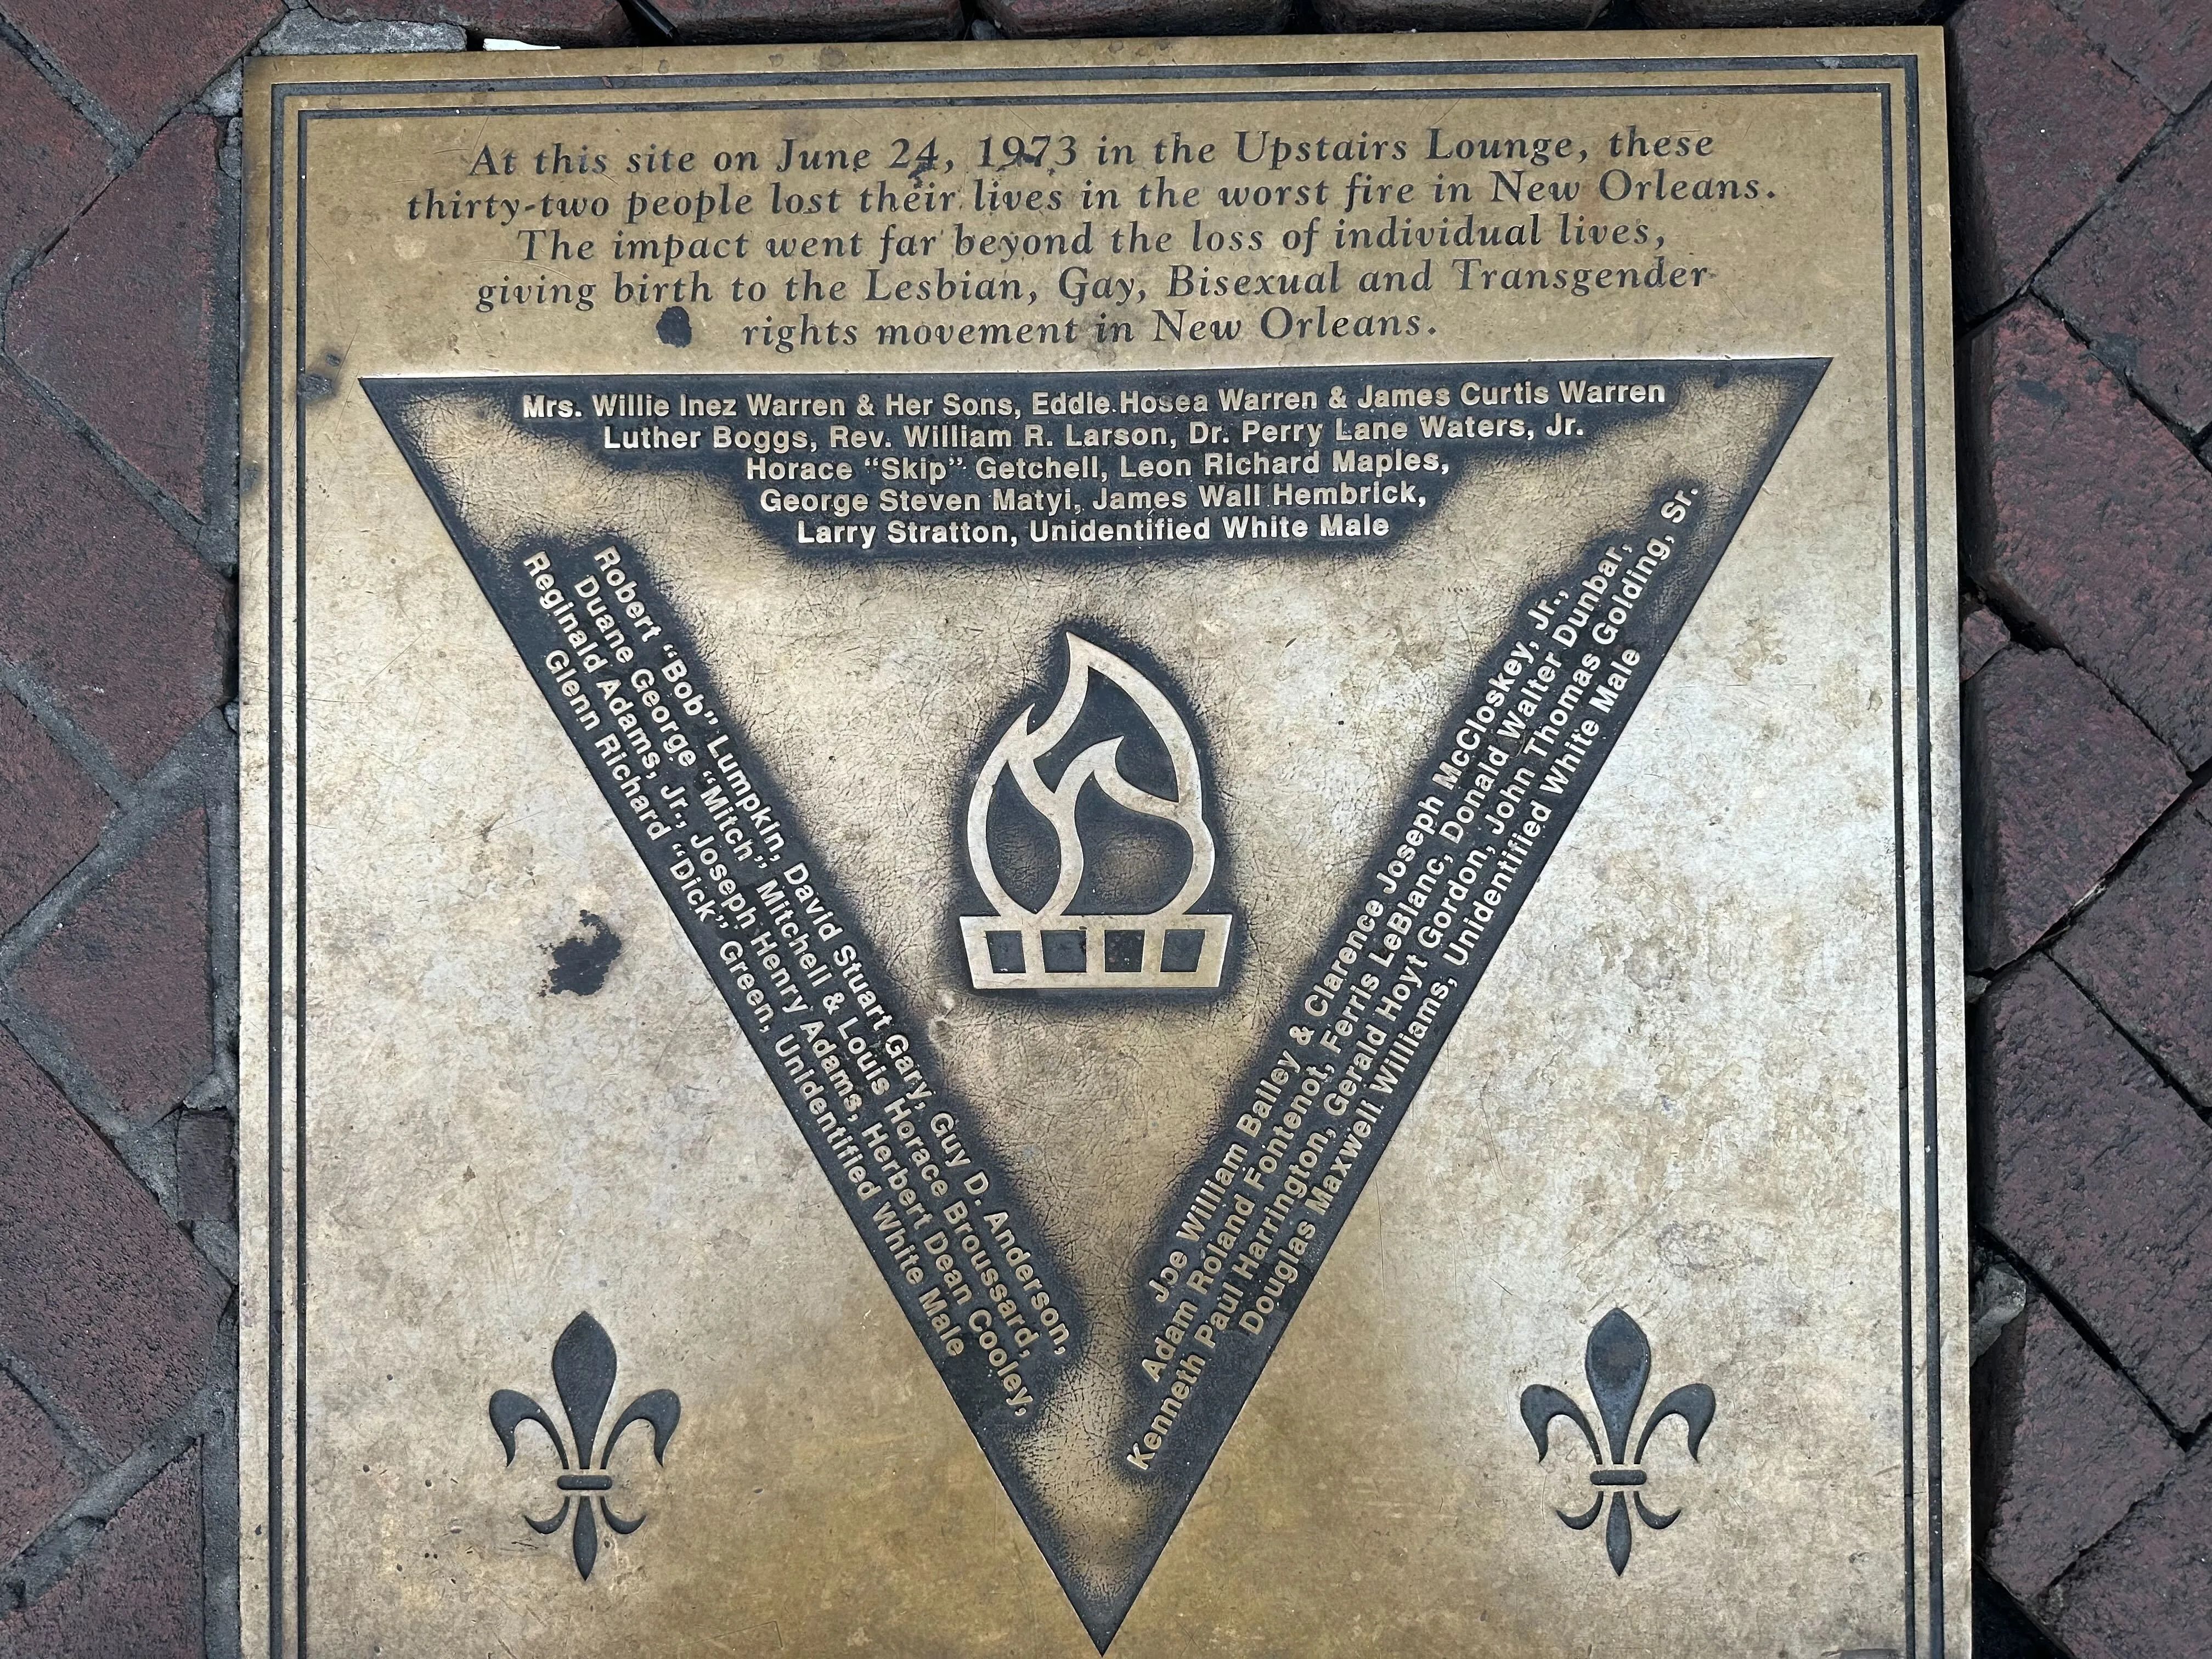 At this site on June 24, 1973 in the Upstairs Lounge, these
thirty-two people lost their lives in the worst fire in New Orleans.
The impact went far beyond the loss of individual lives,
giving birth to the Lesbian, Gay, Bisexual and Transgender
rights movement in New Orleans.
Mrs. Willie Inez Warren & Her Sons, Eddie Hosea Warren & James Curtis Warren
Luther Boggs, Rev. William R. Larson, Dr. Perry Lane Waters, Jr.
Horace “Skip” Getchell, Leon Richard Maples,
George Steven Matyi, James Wall Hembrick,
Larry Stratton, Unidentified White Male
Robert “Bob” Lumpkin, David Stuart Gary, Guy D. Anderson,
Duane George “Mitch” Mitchell & Louis Horace Broussard,
Reginald Adams, Jr., Joseph Henry Adams, Herbert Dean Cooley,
Glenn Richard “Dick” Green, Unidentified White Male
Joe William Bailey & Clarence Joseph McCloskey, Jr.,
Adam Roland Fontenot, Ferris LeBlanc, Donald Walter Dunbar,
Kenneth Paul Harrington, Gerald Hoyt Gordon, John Thomas Golding, Sr.
Douglas Maxwell Williams, Unidentified White Male